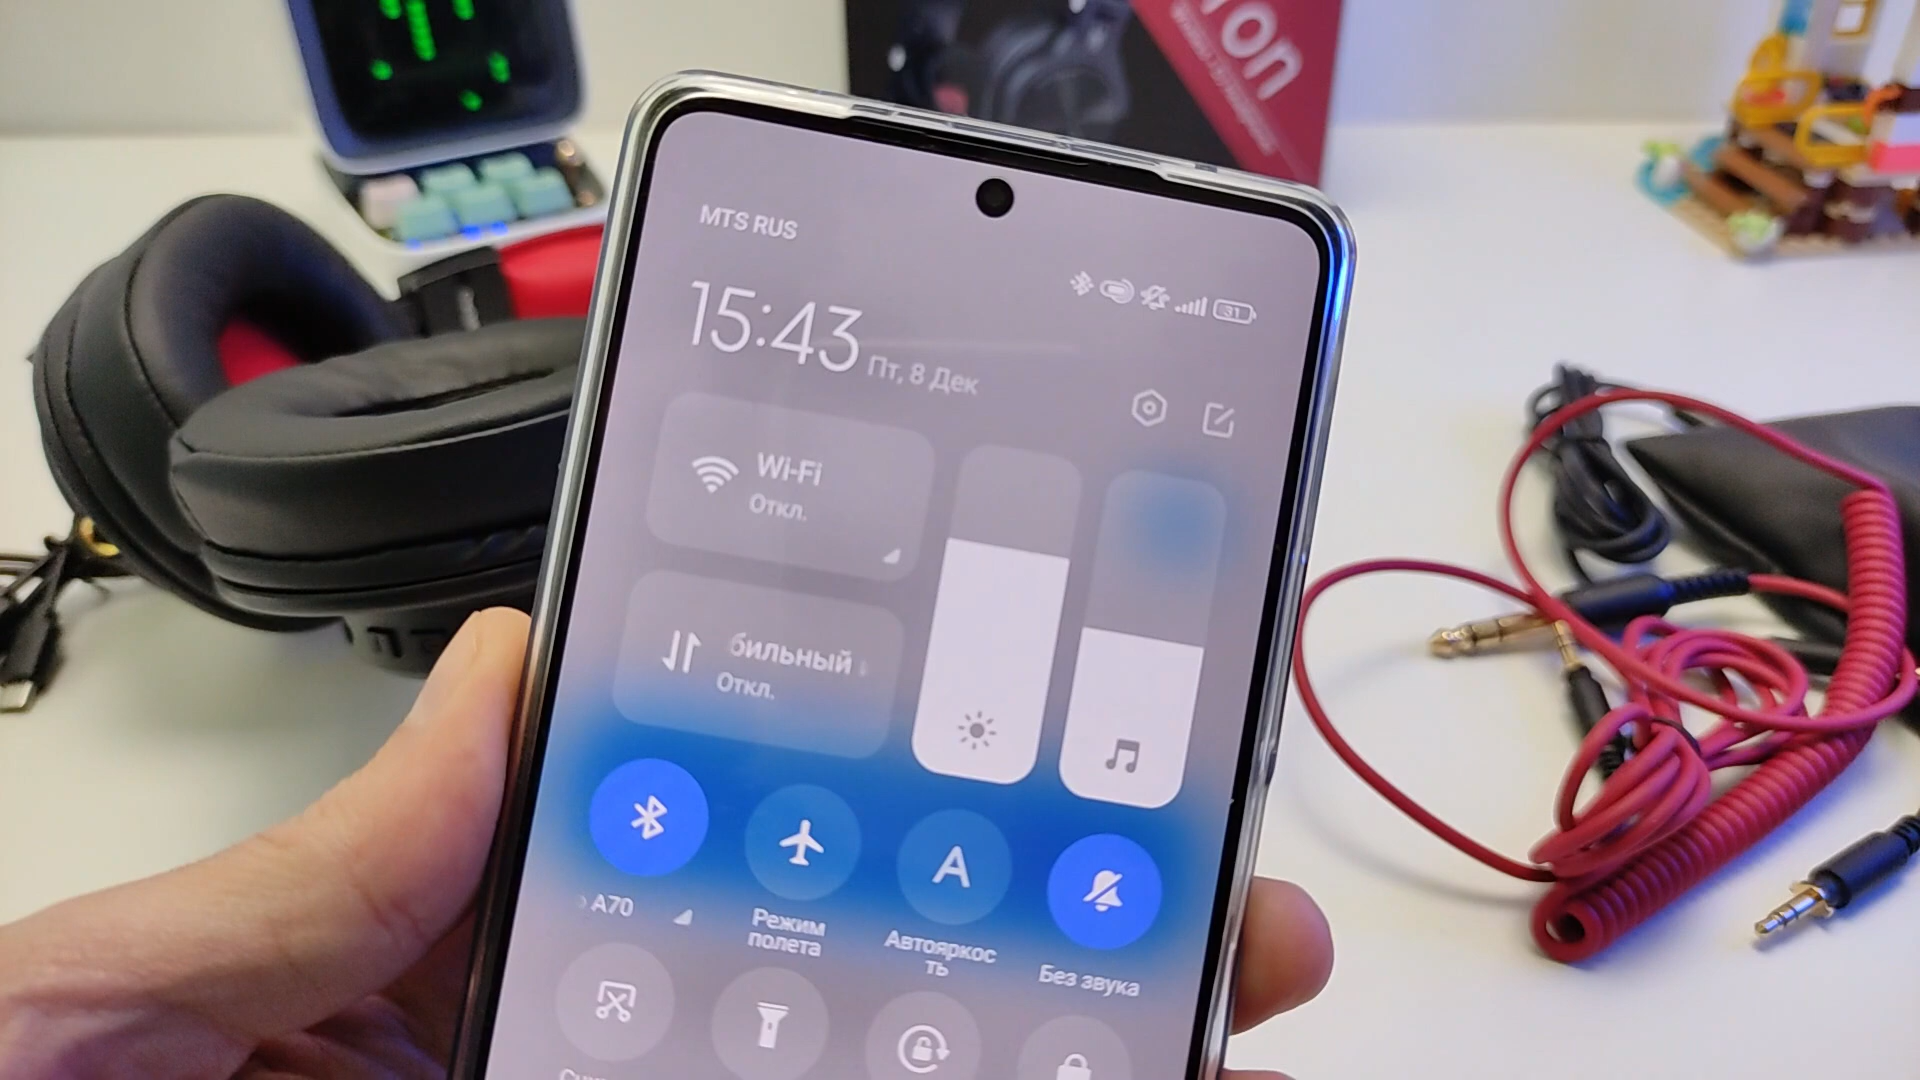 MTS RUS
31
15:43
Пт, 8 Дек
Wi-Fi
Откл.
бильный
Откл.
A70
Режим
полета
A
Автояркос
ть
Без звука